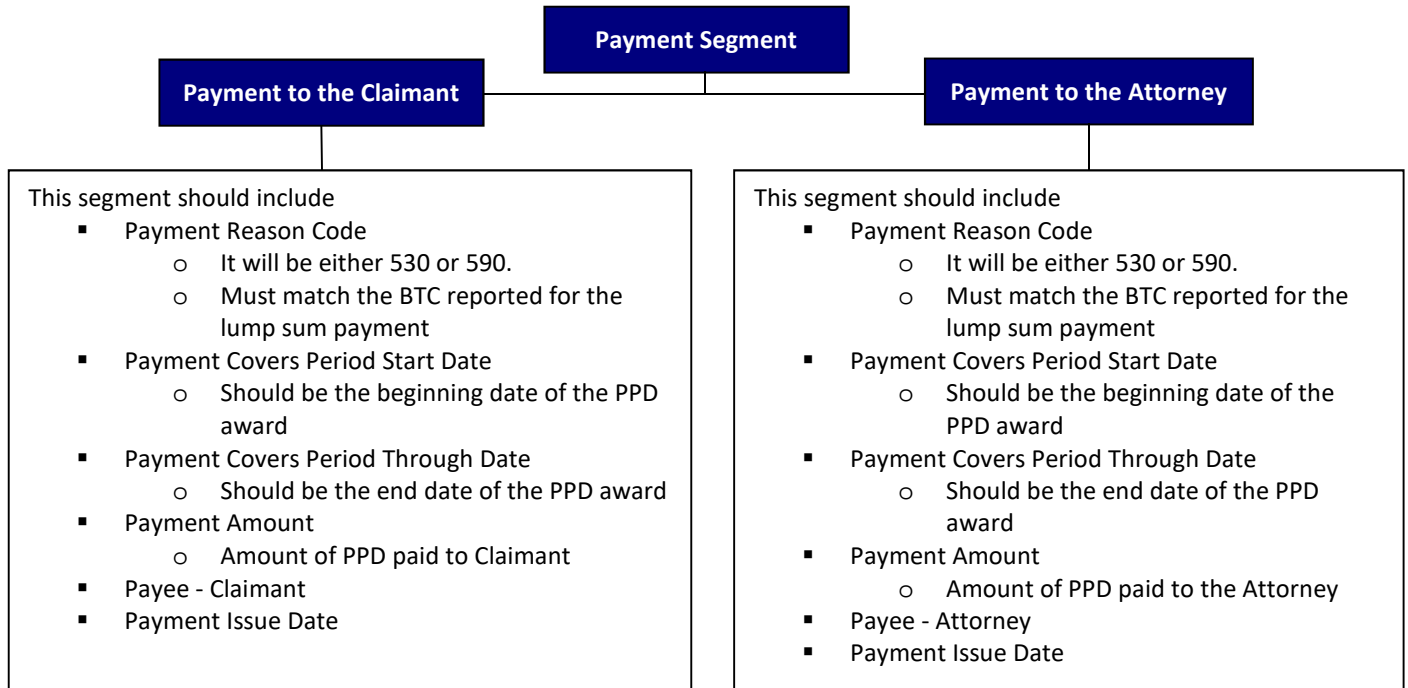 Payment Segment
Payment to the Claimant
Payment to the Attorney
This segment should include
▪ Payment Reason Code
o It will be either 530 or 590.
o Must match the BTC reported for the
lump sum payment
▪ Payment Covers Period Start Date
o Should be the beginning date of the PPD
award
▪ Payment Covers Period Through Date
o Should be the end date of the PPD award
▪ Payment Amount
o Amount of PPD paid to Claimant
▪ Payee - Claimant
▪ Payment Issue Date
This segment should include
▪ Payment Reason Code
o It will be either 530 or 590.
o Must match the BTC reported for the
lump sum payment
▪ Payment Covers Period Start Date
o Should be the beginning date of the
PPD award
▪ Payment Covers Period Through Date
o Should be the end date of the PPD
award
▪ Payment Amount
o Amount of PPD paid to the Attorney
▪ Payee - Attorney
▪ Payment Issue Date